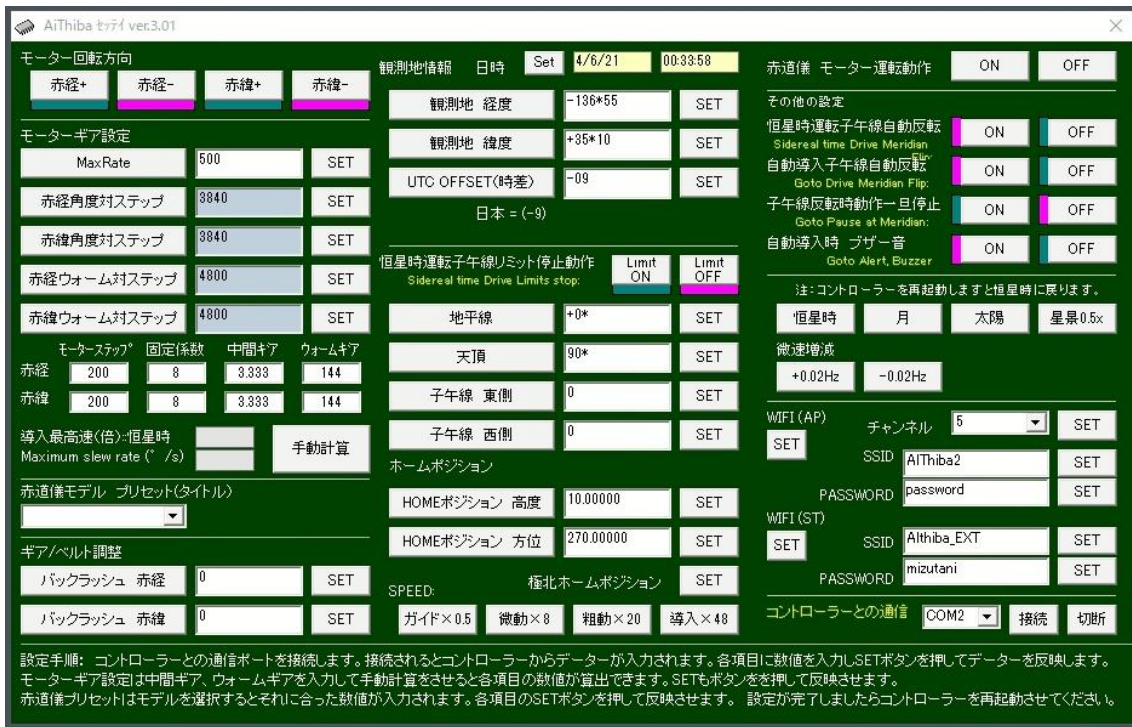 AiThiba ｾｯﾃｲ ver.3.01
モーター回転方向
赤経+ 赤経- 赤緯+ 赤緯-
モーターギア設定
MaxRate 500 SET
赤経角度対ステップ 3840 SET
赤緯角度対ステップ 3840 SET
赤経ウォーム対ステップ 4800 SET
赤緯ウォーム対ステップ 4800 SET
ﾓｰﾀｰｽﾃｯﾌﾟ 固定係数 中間ｷﾞｱ ｳｫｰﾑｷﾞｱ
赤経 200 8 3.333 144
赤緯 200 8 3.333 144
導入最高速(倍)::恒星時
Maximum slew rate (° /s)
手動計算
赤道儀モデル プリセット(タイトル)
ギア/ベルト調整
バックラッシュ 赤経 0 SET
バックラッシュ 赤緯 0 SET
観測地情報 日時 Set 4/6/21 00:33:58
観測地 経度 -136*55 SET
観測地 緯度 +35*10 SET
UTC OFFSET(時差) -09 SET
日本 = (-9)
恒星時運転子午線リミット停止動作 Limit ON Limit OFF
Sidereal time Drive Limits stop:
地平線 +0* SET
天頂 90* SET
子午線 東側 0 SET
子午線 西側 0 SET
ホームポジション
HOMEポジション 高度 10.00000 SET
HOMEポジション 方位 270.00000 SET
SPEED: 極北ホームポジション SET
ガイド×0.5 微動×8 粗動×20 導入×48
赤道儀 モーター運転動作 ON OFF
その他の設定
恒星時運転子午線自動反転 ON OFF
Sidereal time Drive Meridian
自動導入子午線自動反転 ON OFF
Goto Drive Meridian Flip:
子午線反転時動作一旦停止 ON OFF
Goto Pause at Meridian:
自動導入時 ブザー音 ON OFF
Goto Alert, Buzzer
注:コントローラーを再起動しますと恒星時に戻ります。
恒星時 月 太陽 星景0.5x
微速増減
+0.02Hz -0.02Hz
WIFI(AP) チャンネル 5 SET
SET
SSID AIThiba2 SET
PASSWORD password SET
WIFI(ST)
SET SSID Althiba_EXT SET
PASSWORD mizutani SET
コントローラーとの通信 COM2 接続 切断
設定手順: コントローラーとの通信ポートを接続します。接続されるとコントローラーからデーターが入力されます。各項目に数値を入力しSETボタンを押してデーターを反映します。
モーターギア設定は中間ギア、ウォームギアを入力して手動計算をさせると各項目の数値が算出できます。SETもボタンをを押して反映させます。
赤道儀プリセットはモデルを選択するとそれに合った数値が入力されます。各項目のSETボタンを押して反映させます。 設定が完了しましたらコントローラーを再起動させてください。